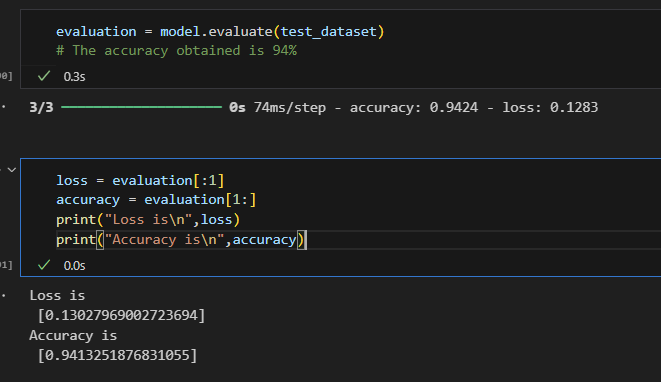 evaluation = model.evaluate(test_dataset)
# The accuracy obtained is 94%
0] ✓ 0.3s
3/3 0s 74ms/step - accuracy: 0.9424 - loss: 0.1283
loss = evaluation[:1]
accuracy = evaluation[1:]
print("Loss is\n",loss)
print("Accuracy is\n",accuracy)
1] ✓ 0.0s
Loss is
[0.13027969002723694]
Accuracy is
[0.9413251876831055]